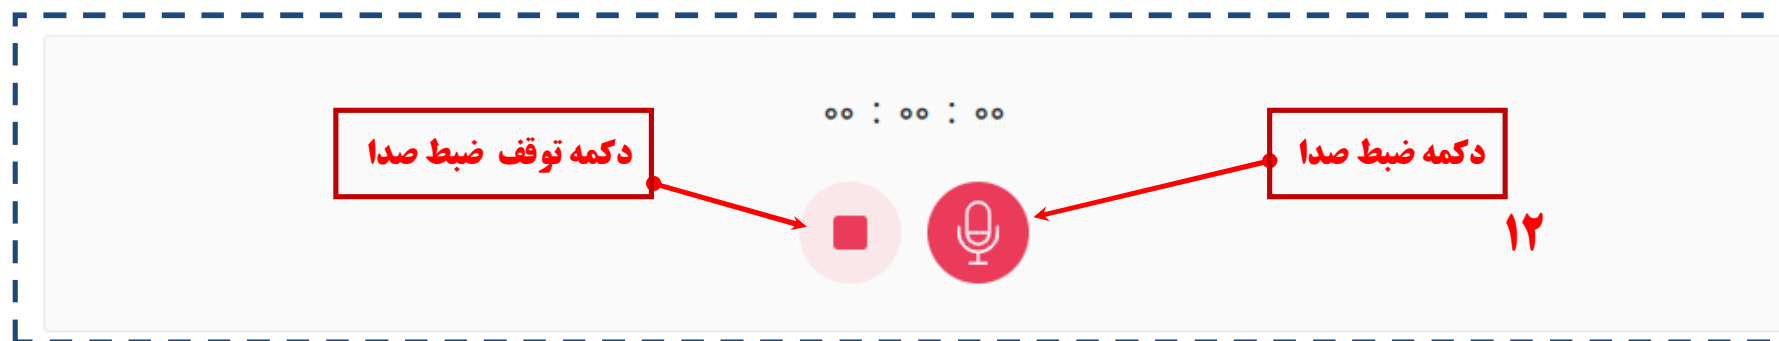 ۰۰ : ۰۰ : ۰۰
دکمه ضبط صدا
دکمه توقف ضبط صدا
۱۲